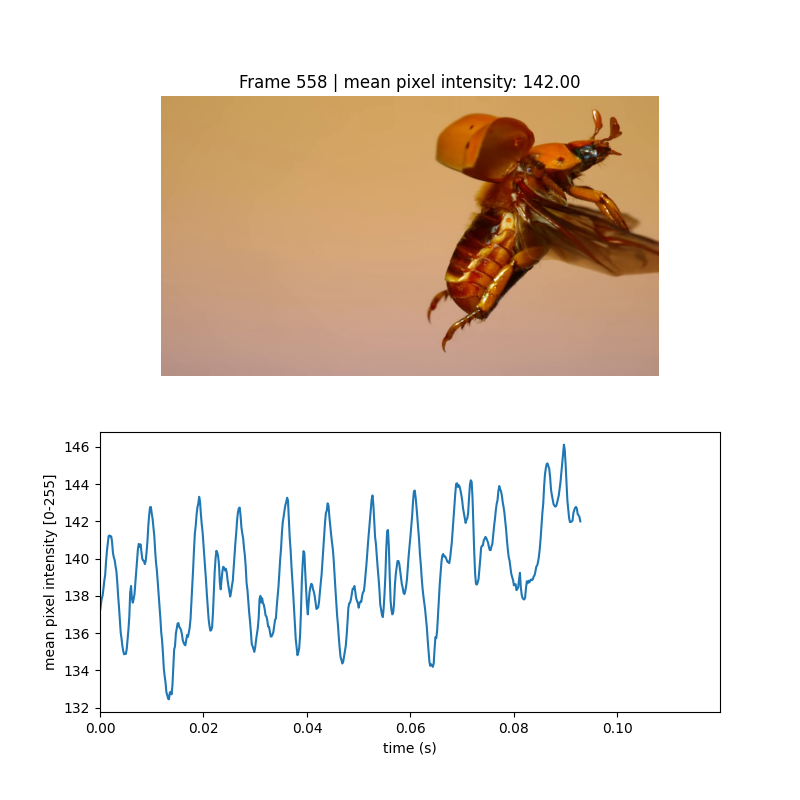 Frame 558 | mean pixel intensity: 142.00
146
144
142
140
138
136
134
132
mean pixel intensity [0-255]
0.00 0.02 0.04 0.06 0.08 0.10
time (s)